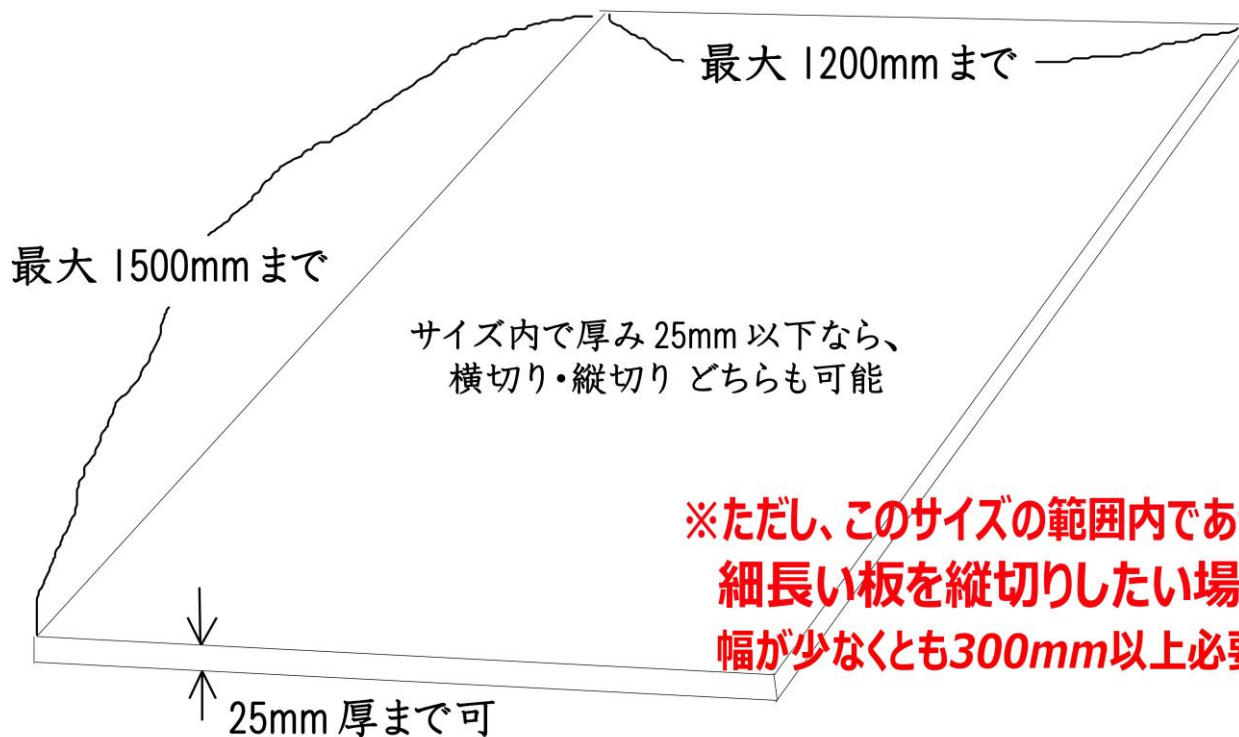 最大 1200mm まで
最大 1500mm まで
サイズ内で厚み 25mm 以下なら、
横切り・縦切り どちらも可能
※ただし、このサイズの範囲内であ
細長い板を縦切りしたい場
幅が少なくとも300mm以上必要
25mm 厚まで可